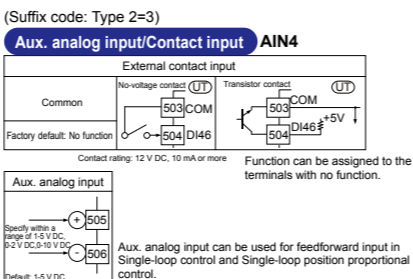 (Suffix code: Type 2=3)
Aux. analog input/Contact input AIN4
External contact input
Common
Factory default: No function
No-voltage contact UT
503 COM
504 DI46
Transistor contact UT
503 COM
+5V
504 DI46
Contact rating: 12 V DC, 10 mA or more
Function can be assigned to the
terminals with no function.
Aux. analog input
Specify within a
range of 1-5 V DC,
0-2 V DC,0-10 V DC
Default: 1-5 V DC
+ 505
- 506
Aux. analog input can be used for feedforward input in
Single-loop control and Single-loop position proportional
control.